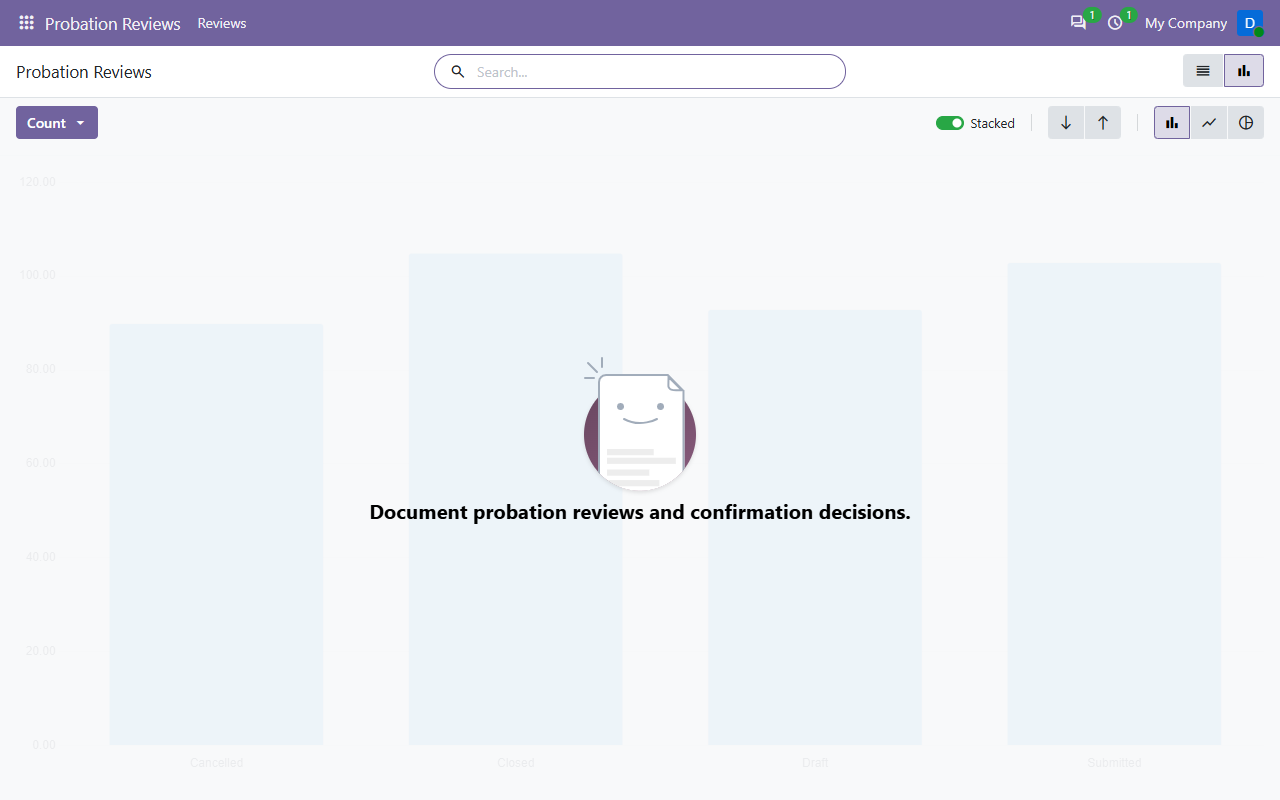 Probation Reviews Reviews 1 1 My Company D
Probation Reviews Search...
Count Stacked
120.00
100.00
80.00
60.00
40.00
20.00
0.00
Document probation reviews and confirmation decisions.
Cancelled Closed Draft Submitted